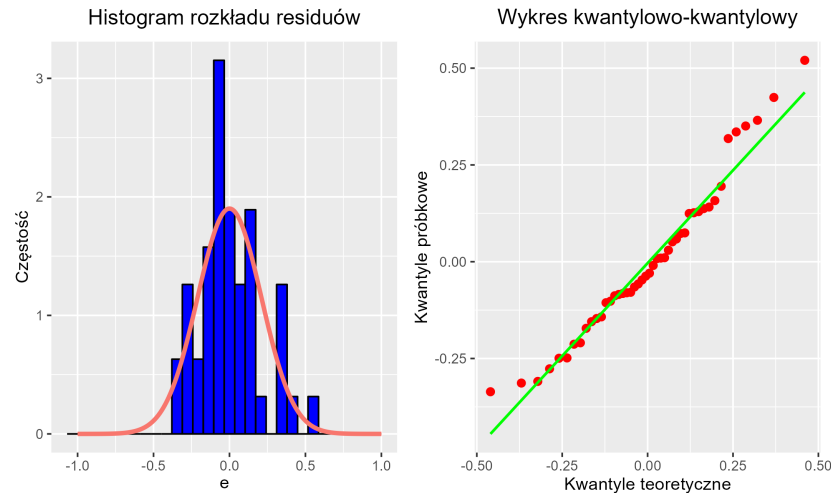 Histogram rozkładu residuów
Częstość
3
2
1
0
-1.0 -0.5 0.0 0.5 1.0
e
Wykres kwantylowo-kwantylowy
Kwantyle próbkowe
0.50
0.25
0.00
-0.25
-0.50 -0.25 0.00 0.25 0.50
Kwantyle teoretyczne